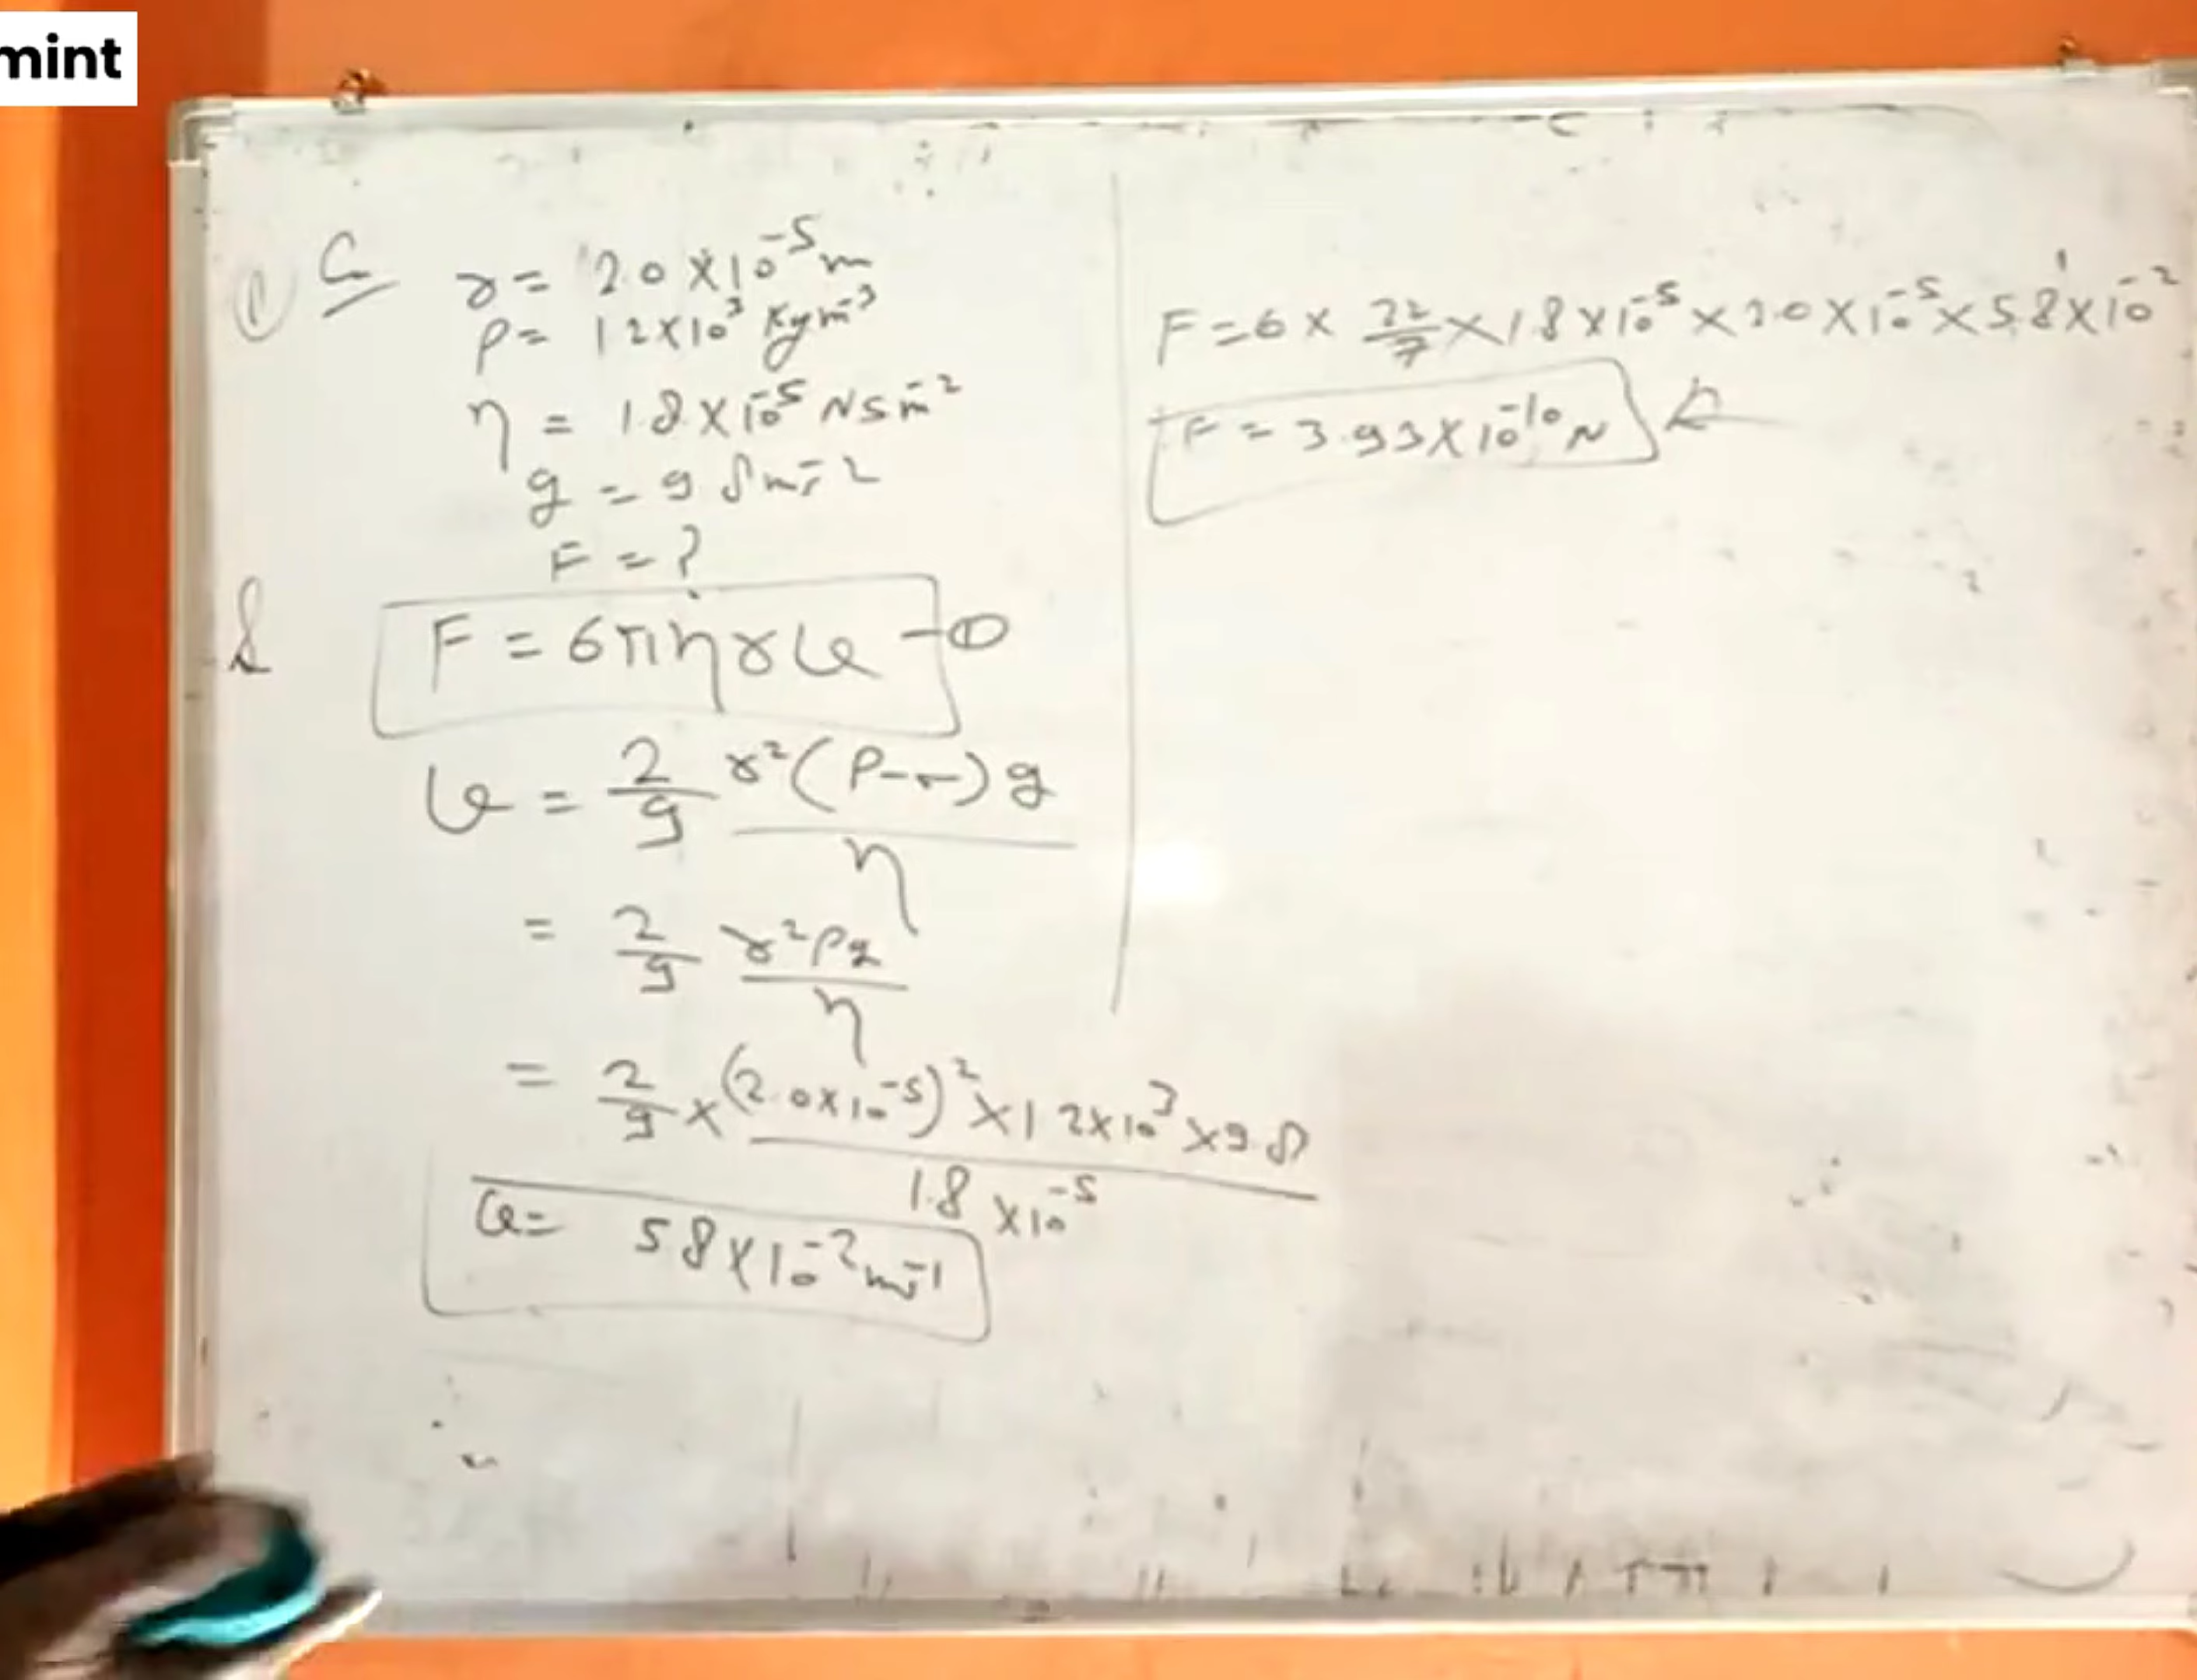 mint
① C r = 2.0 × 10⁻⁵ m
ρ = 1.2 × 10³ Kg m⁻³
η = 1.8 × 10⁻⁵ N s m⁻²
g = 9.8 m s⁻²
F = ?
F = 6πηrv —①
v = 2/9 r²(ρ-σ)g / η
= 2/9 r²ρg / η
= 2/9 × (2.0 × 10⁻⁵)² × 1.2 × 10³ × 9.8 / 1.8 × 10⁻⁵
v = 5.8 × 10⁻² m s⁻¹
F = 6 × 22/7 × 1.8 × 10⁻⁵ × 2.0 × 10⁻⁵ × 5.8 × 10⁻²
F = 3.93 × 10⁻¹⁰ N